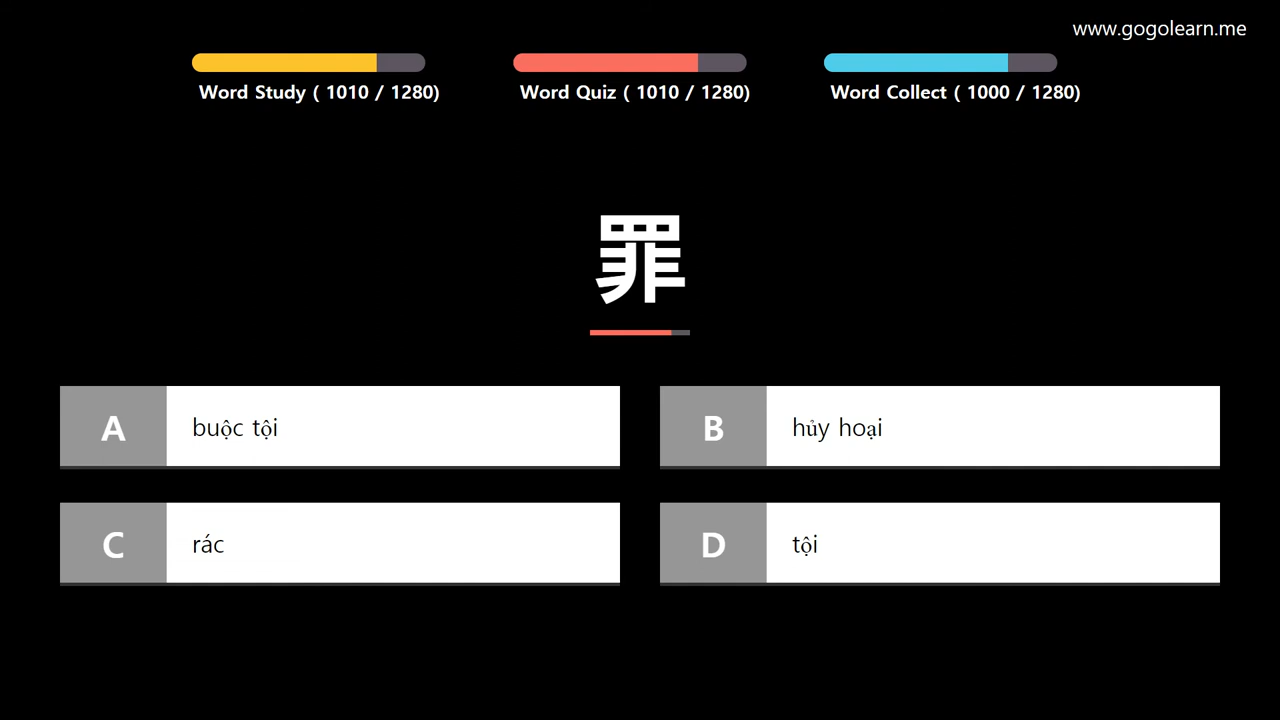 www.gogolearn.me
Word Study ( 1010 / 1280)
Word Quiz ( 1010 / 1280)
Word Collect ( 1000 / 1280)
罪
A buộc tội
B hủy hoại
C rác
D tội